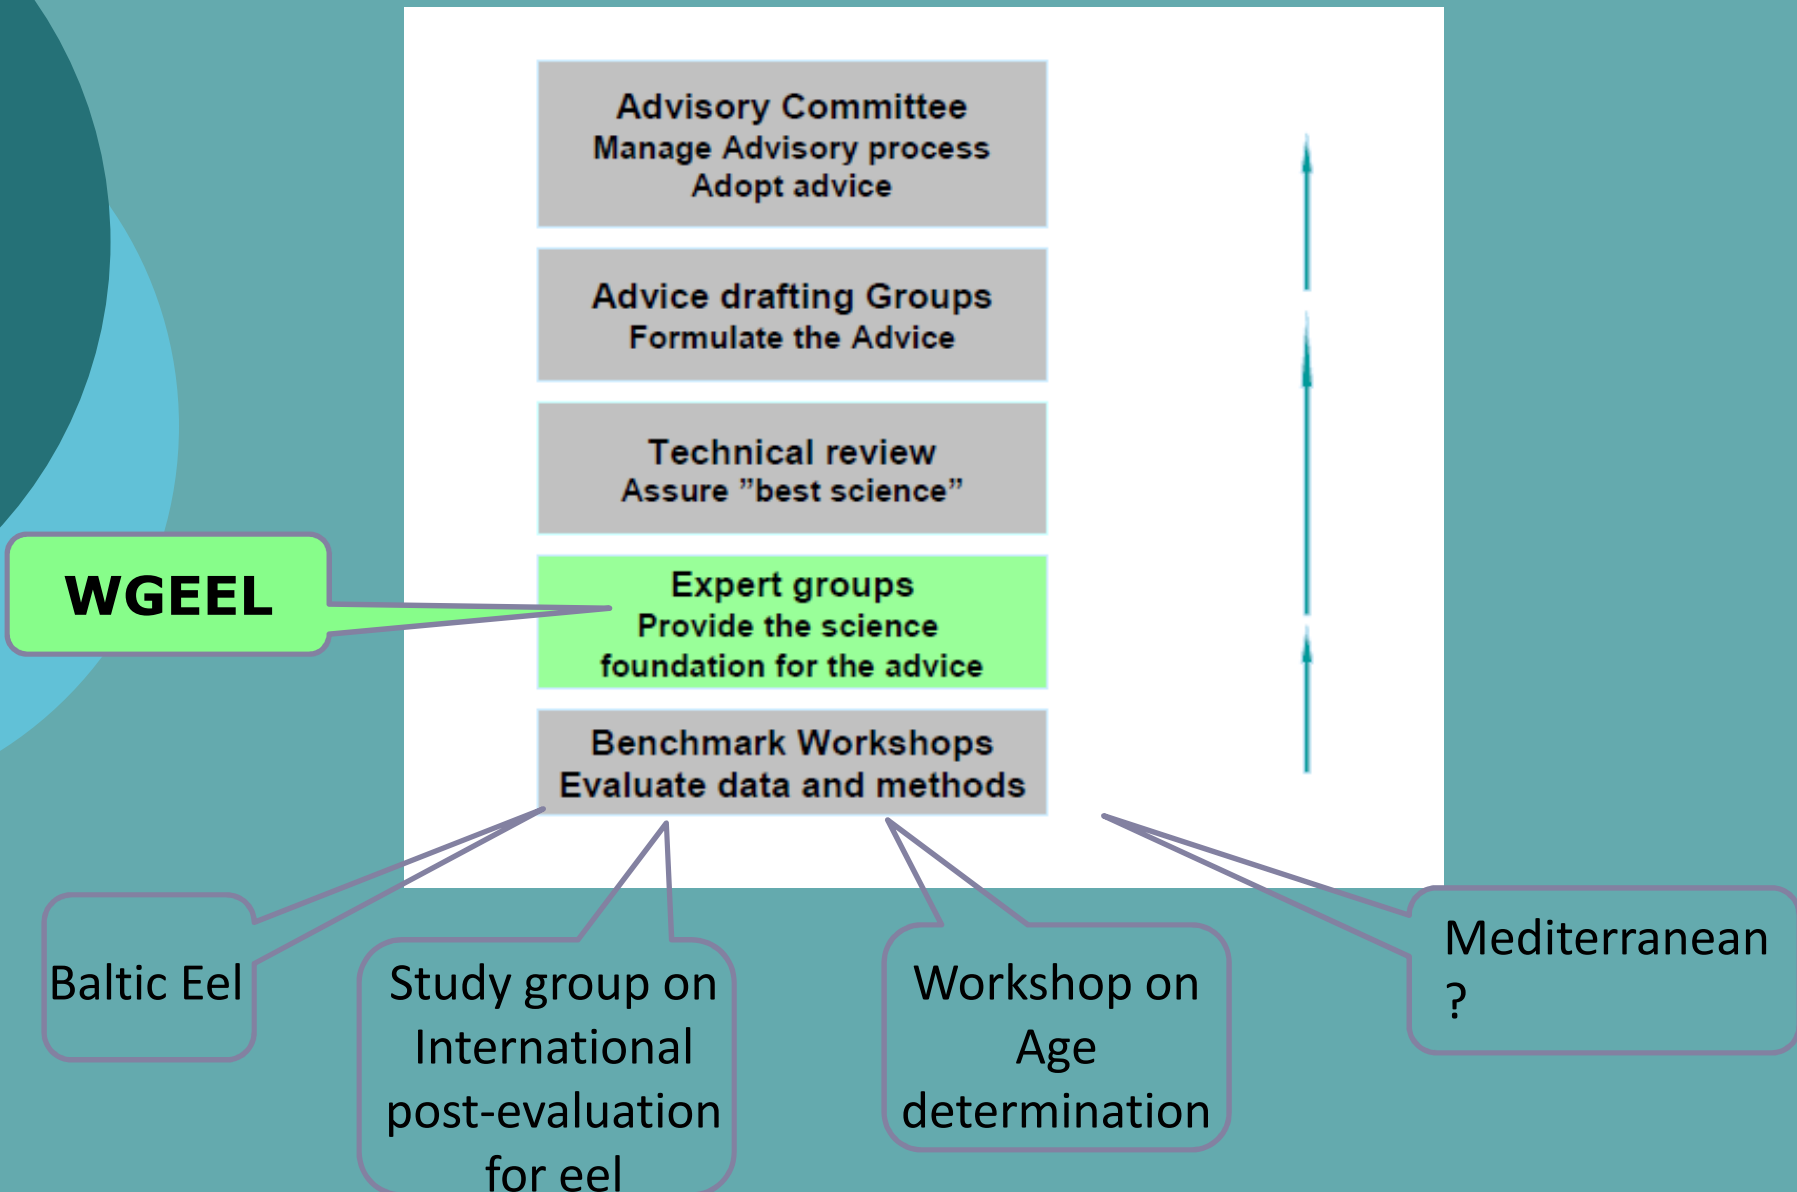 Advisory Committee
Manage Advisory process
Adopt advice
Advice drafting Groups
Formulate the Advice
Technical review
Assure ”best science”
WGEEL
Expert groups
Provide the science
foundation for the advice
Benchmark Workshops
Evaluate data and methods
Baltic Eel
Study group on
International
post-evaluation
for eel
Workshop on
Age
determination
Mediterranean
?